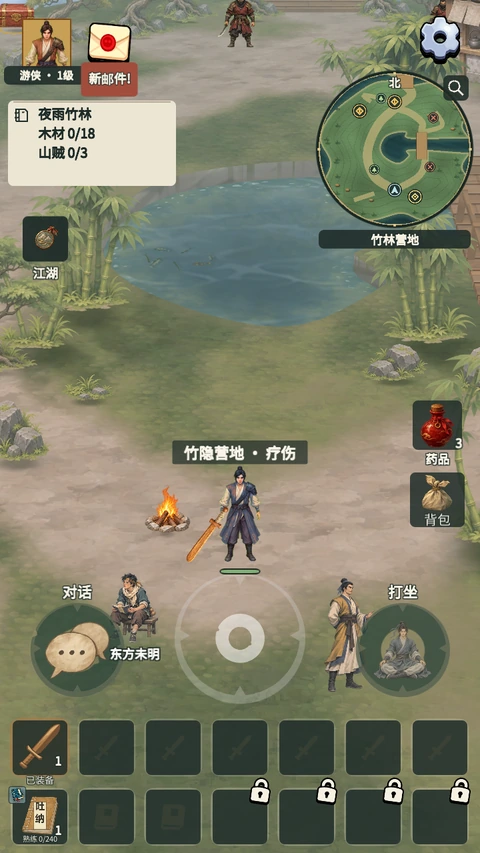 游侠 · 1级
新邮件!
夜雨竹林
木材 0/18
山贼 0/3
北
竹林营地
江湖
3
药品
背包
竹隐营地 · 疗伤
对话
打坐
东方未明
1
已装备
吐纳
1
熟练 0/240